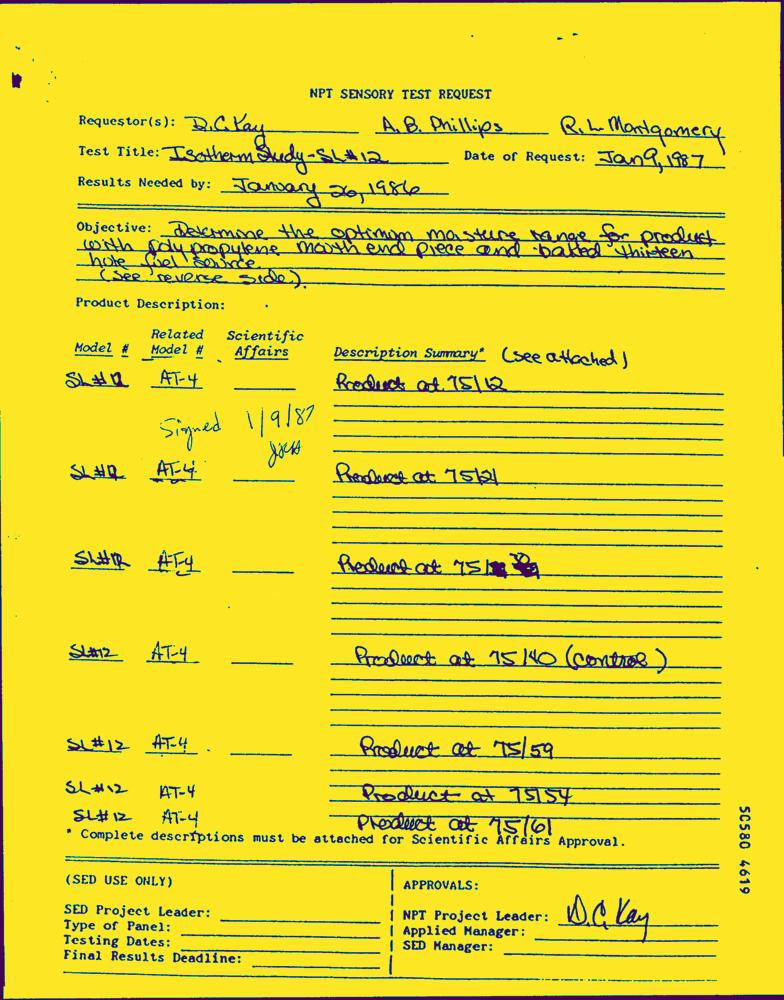 NPT SENSORY TEST REQUEST
Requestor(s): D.C. Kay A. B. Phillips R. L. Montgomery
Test Title: Isotherm Study-SL#12 Date of Request: Jan 9, 1987
Results Needed by: January 26, 1986
Objective: Determine the optimum moisture range for product
with polypropylene mouth end piece and baked thirteen
hole fuel source.
(see reverse side).
Product Description:
Related Scientific
Model # Model # Affairs Description Summary* (see attached)
SL#12 AT-4 Product at 75/12
Signed 1/9/87
SL#12 AT-4 Product at 75/21
SL#12 AT-4 Product at 75/
SL#12 AT-4 Product at 75/40 (control)
SL#12 AT-4 Product at 75/59
SL#12 AT-4 Product at 75/54
SL#12 AT-4 Product at 75/61
* Complete descriptions must be attached for Scientific Affairs Approval.
(SED USE ONLY) APPROVALS:
SED Project Leader: NPT Project Leader: D.C. Kay
Type of Panel: Applied Manager:
Testing Dates: SED Manager:
Final Results Deadline:
50580 4619